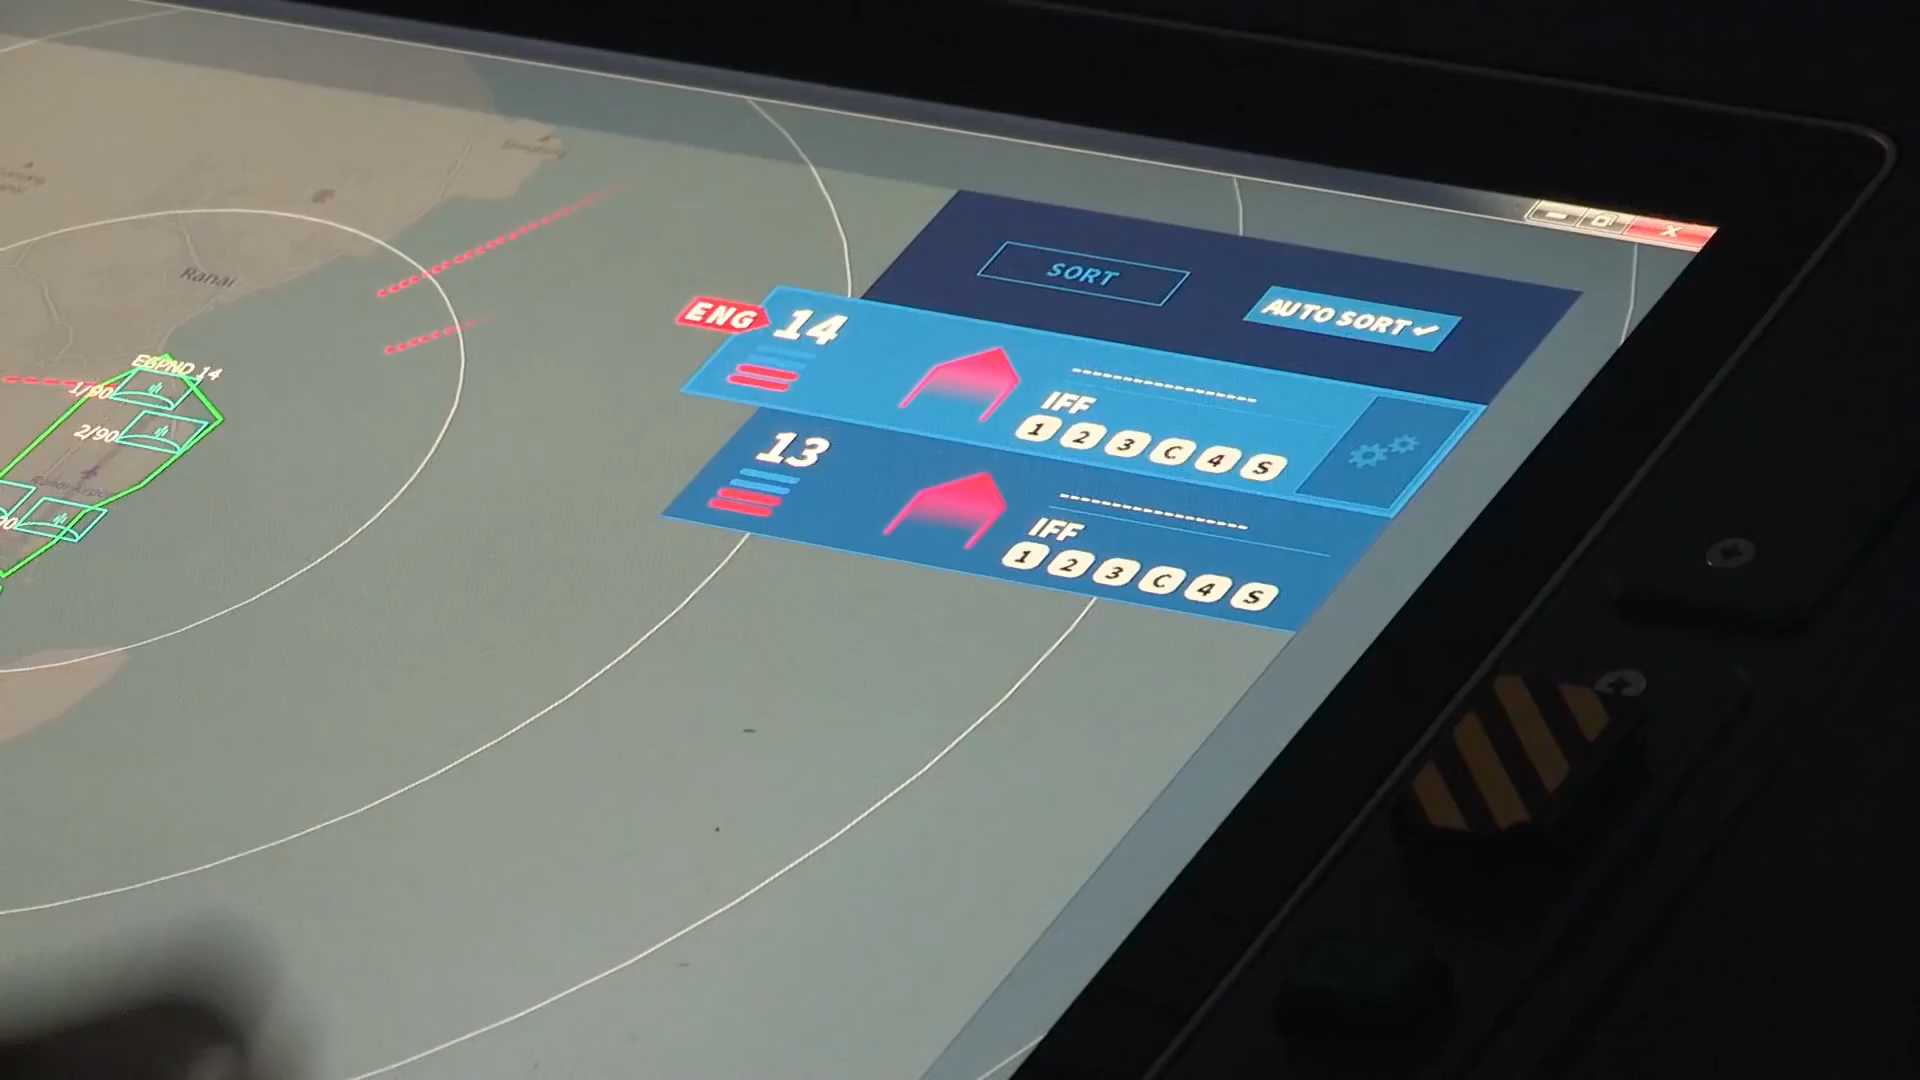 Ranai
SORT
AUTO SORT
ENG
14
IFF
1 2 3 C 4 S
13
IFF
1 2 3 C 4 S
14
1/90
2/90